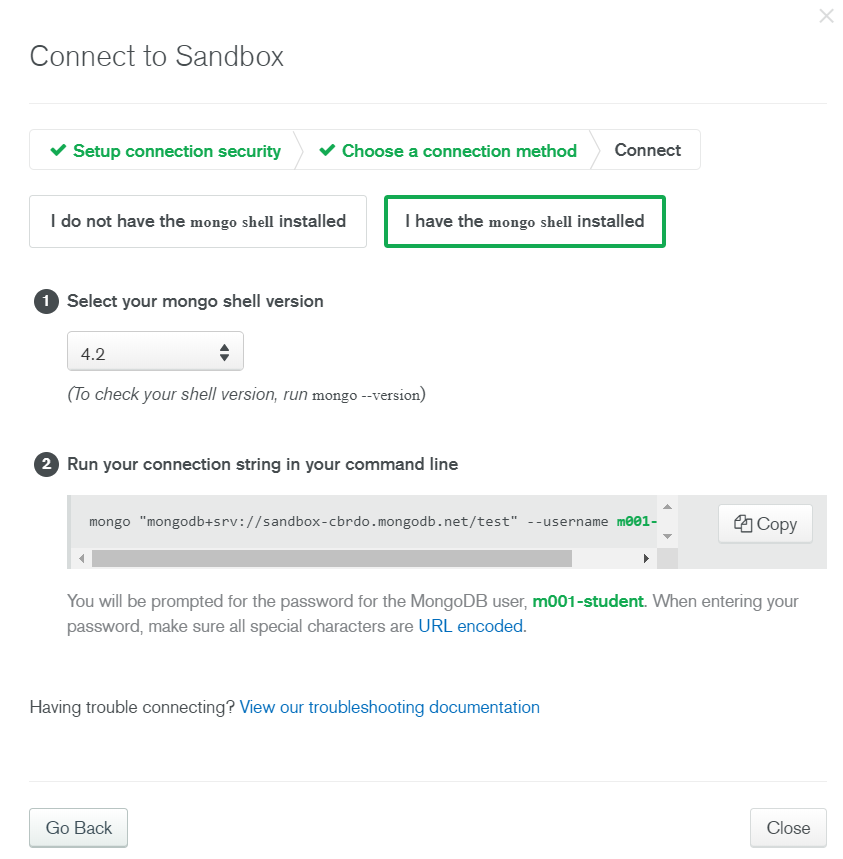 Connect to Sandbox
Setup connection security
Choose a connection method
Connect
I do not have the mongo shell installed
I have the mongo shell installed
1 Select your mongo shell version
4.2
(To check your shell version, run mongo --version)
2 Run your connection string in your command line
mongo "mongodb+srv://sandbox-cbrdo.mongodb.net/test" --username m001-
Copy
You will be prompted for the password for the MongoDB user, m001-student. When entering your
password, make sure all special characters are URL encoded.
Having trouble connecting? View our troubleshooting documentation
Go Back
Close